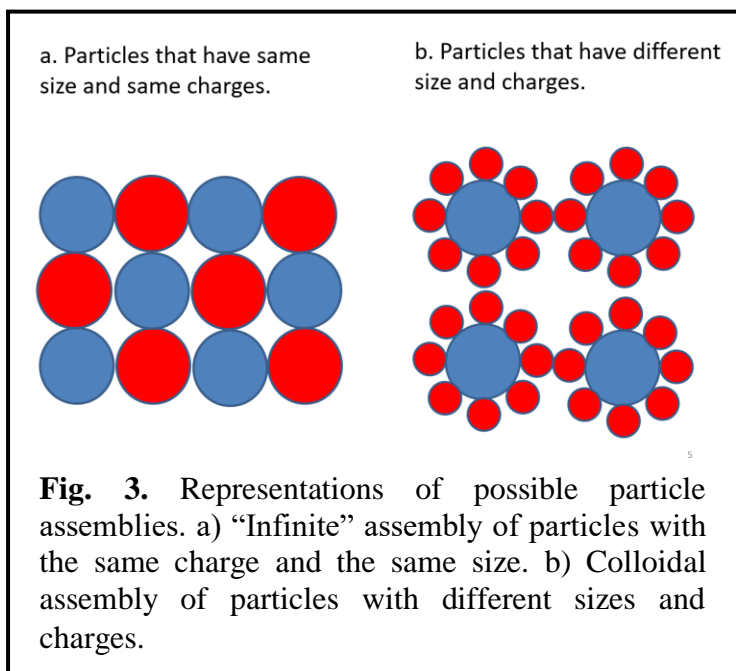 a. Particles that have same
size and same charges.
b. Particles that have different
size and charges.
5
Fig. 3. Representations of possible particle
assemblies. a) “Infinite” assembly of particles with
the same charge and the same size. b) Colloidal
assembly of particles with different sizes and
charges.